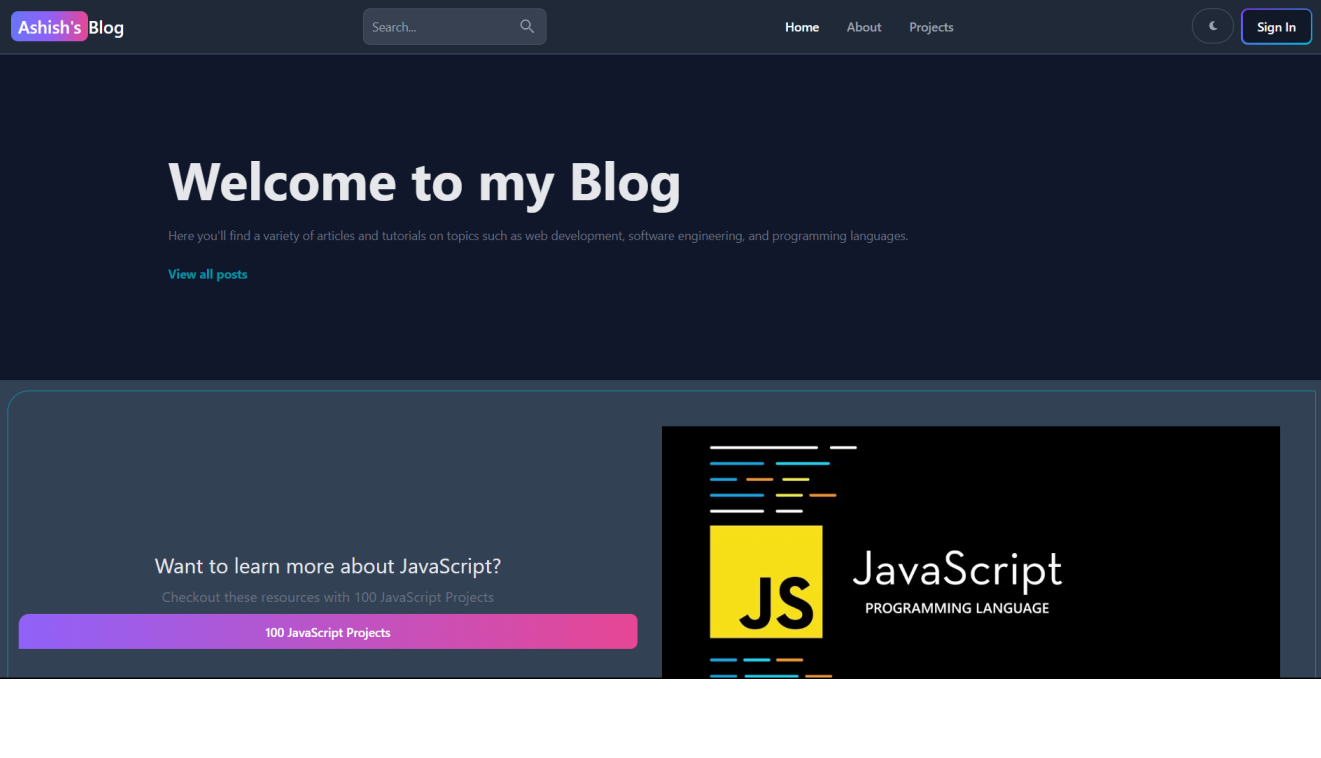 Ashish's Blog
Search...
Home About Projects
Sign In
Welcome to my Blog
Here you'll find a variety of articles and tutorials on topics such as web development, software engineering, and programming languages.
View all posts
Want to learn more about JavaScript?
Checkout these resources with 100 JavaScript Projects
100 JavaScript Projects
JS
JavaScript
PROGRAMMING LANGUAGE